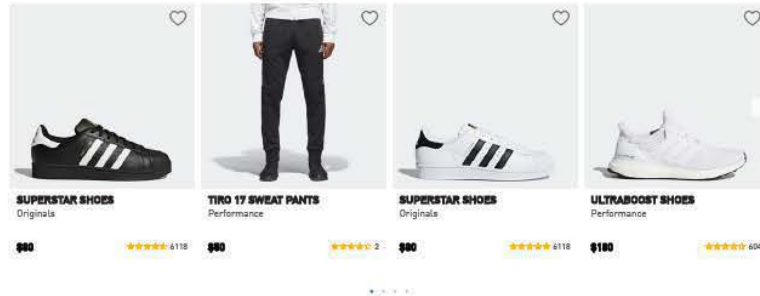 SUPERSTAR SHOES
Originals
$80
6118
TIRO 17 SWEAT PANTS
Performance
2
SUPERSTAR SHOES
Originals
$80
6118
ULTRABOOST SHOES
Performance
$180
604